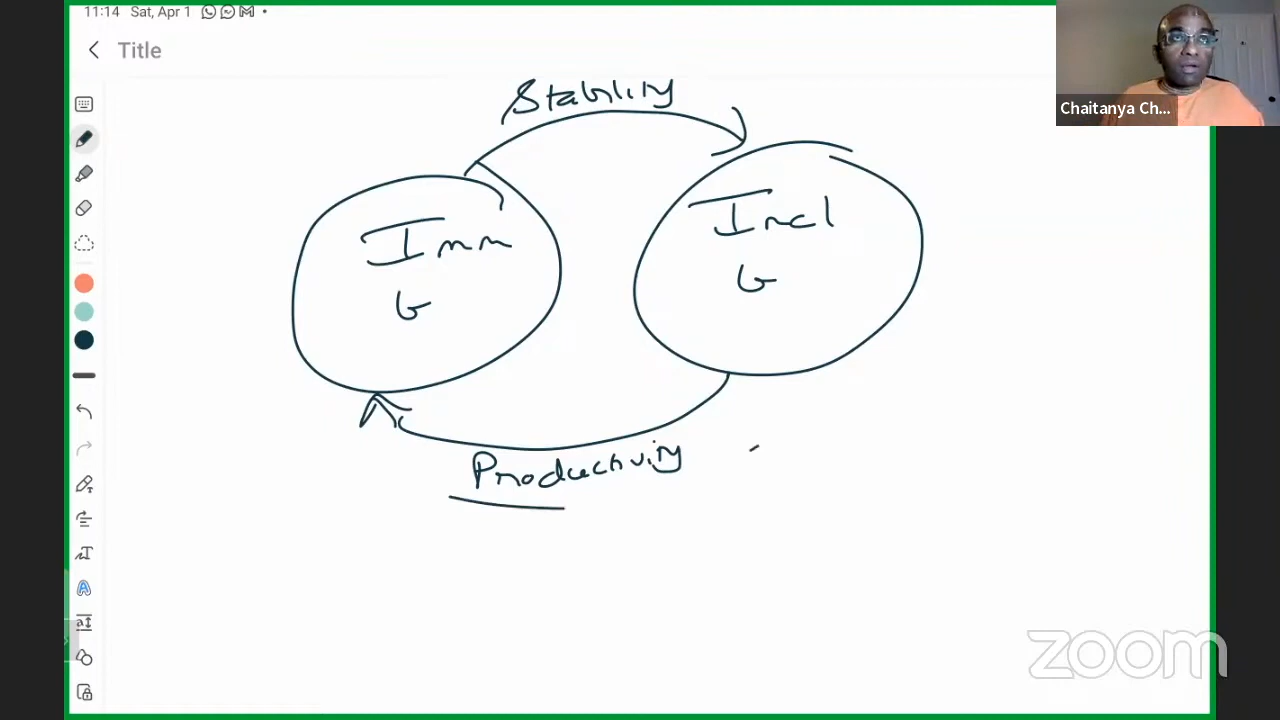 11:14 Sat, Apr 1
Title
Chaitanya Ch...
Stability
Imm
G
Incl
G
Productivity
zoom